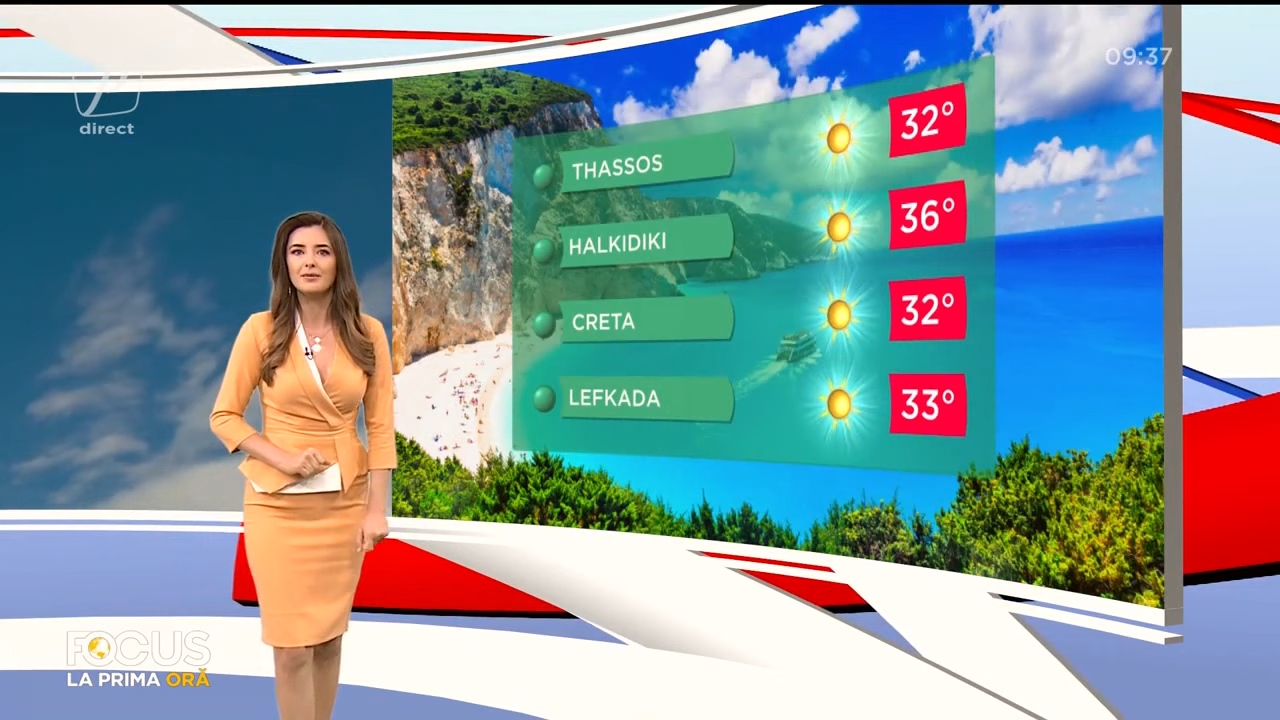 09:37
direct
THASSOS 32°
HALKIDIKI 36°
CRETA 32°
LEFKADA 33°
FOCUS
LA PRIMA ORĂ